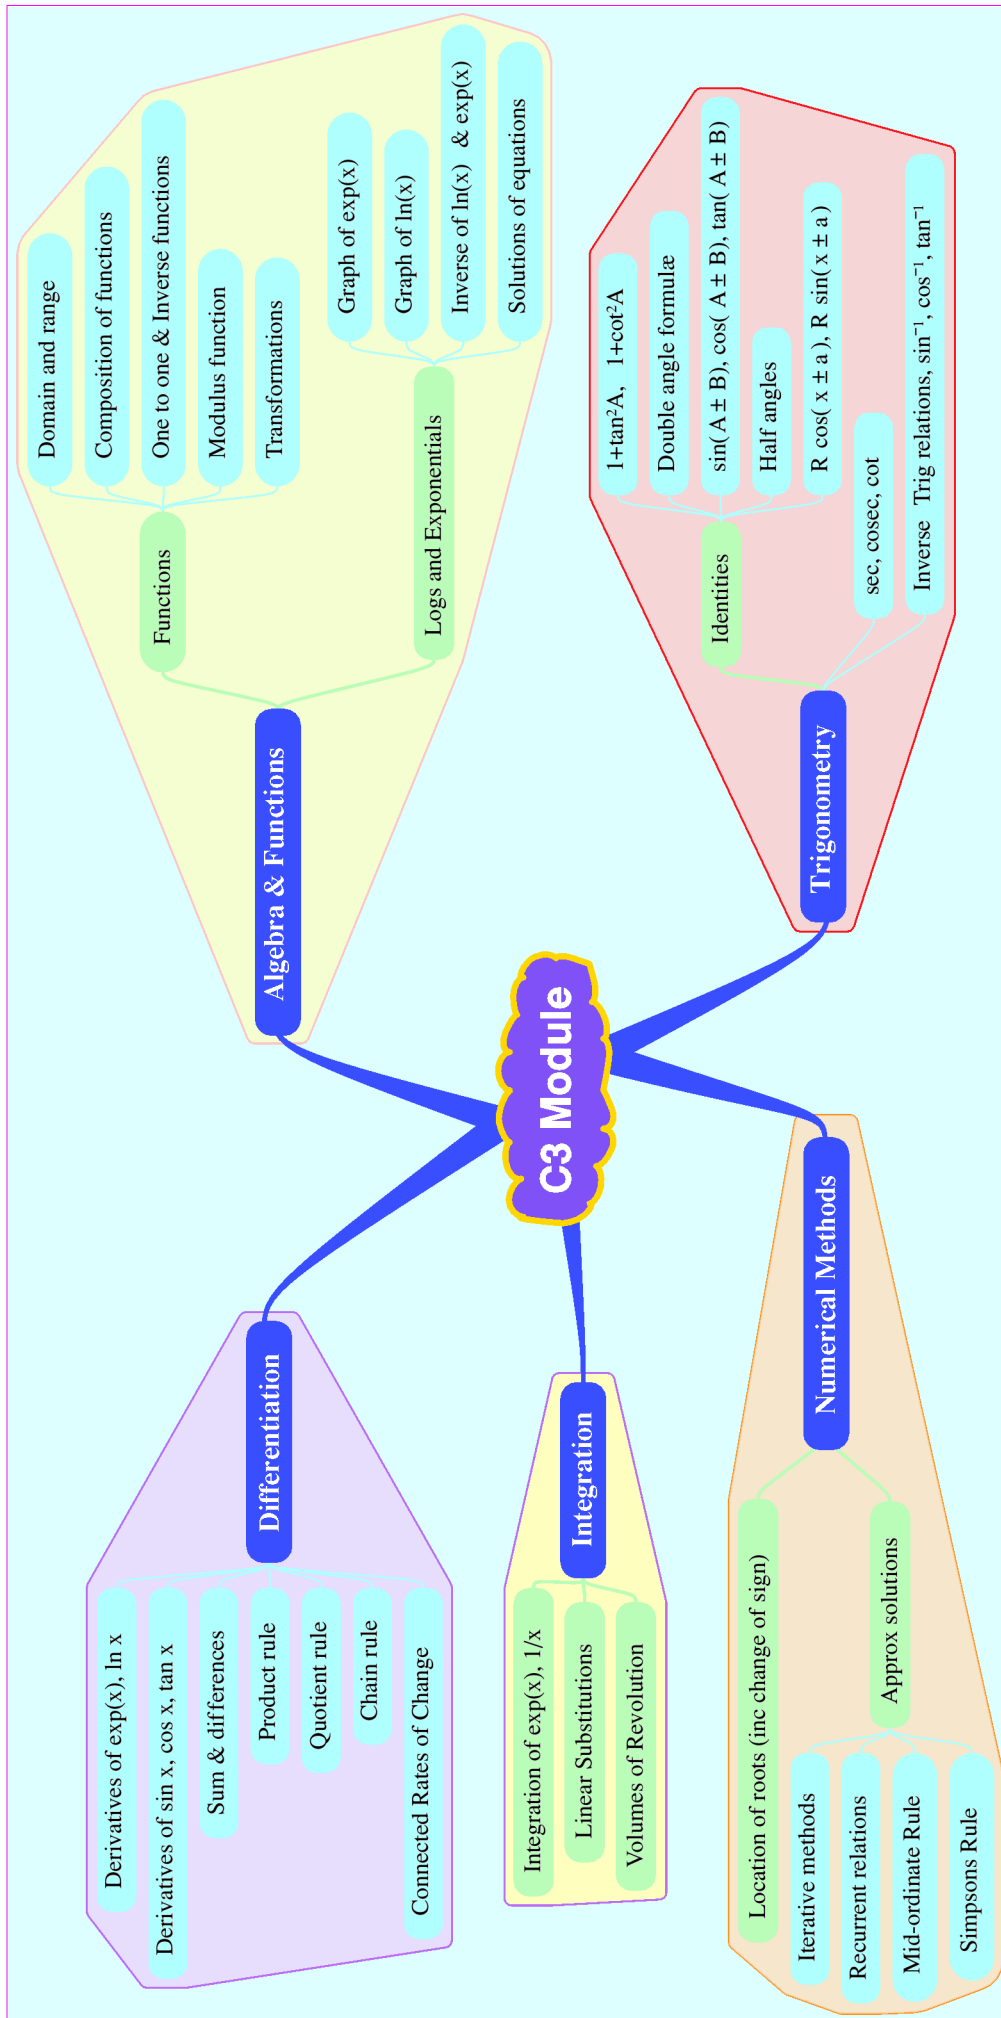 C3 Module
Algebra & Functions
Functions
Domain and range
Composition of functions
One to one & Inverse functions
Modulus function
Transformations
Logs and Exponentials
Graph of exp(x)
Graph of ln(x)
Inverse of ln(x) & exp(x)
Solutions of equations
Trigonometry
Identities
1+tan²A, 1+cot²A
Double angle formulæ
sin( A ± B), cos( A ± B), tan( A ± B)
Half angles
R cos( x ± a), R sin( x ± a)
sec, cosec, cot
Inverse Trig relations, sin⁻¹, cos⁻¹, tan⁻¹
Differentiation
Derivatives of exp(x), ln x
Derivatives of sin x, cos x, tan x
Sum & differences
Product rule
Quotient rule
Chain rule
Connected Rates of Change
Integration
Integration of exp(x), 1/x
Linear Substitutions
Volumes of Revolution
Numerical Methods
Location of roots (inc change of sign)
Approx solutions
Iterative methods
Recurrent relations
Mid-ordinate Rule
Simpsons Rule